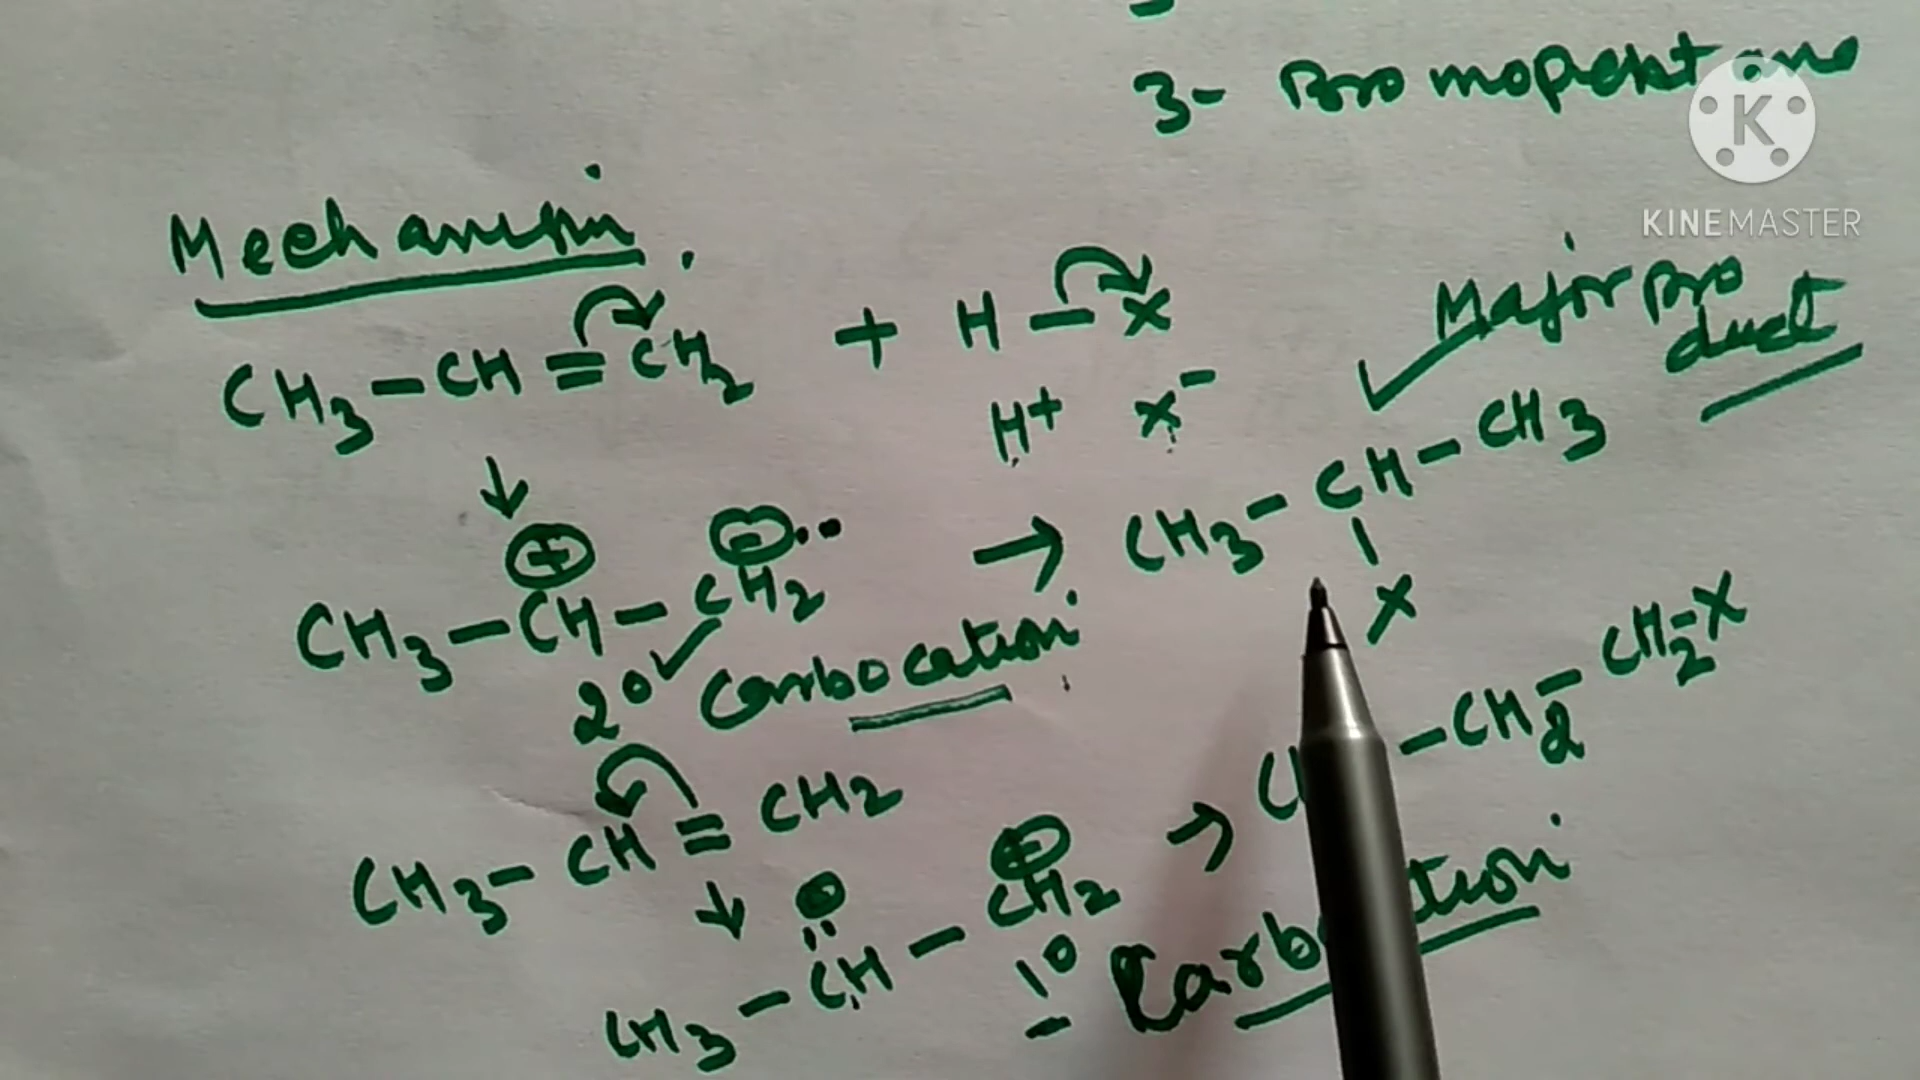 3- Bromopentane
K
KINEMASTER
Mechanism.
CH3-CH=CH2 + H-X
H+ X-
Major product
CH3-CH-CH3
X
⊕ ⊖..
CH3-CH-CH2 →
2° Carbocation
-CH2-CH2-X
CH3-CH=CH2
⊖ ⊕
CH3-CH-CH2 →
1° Carbocation